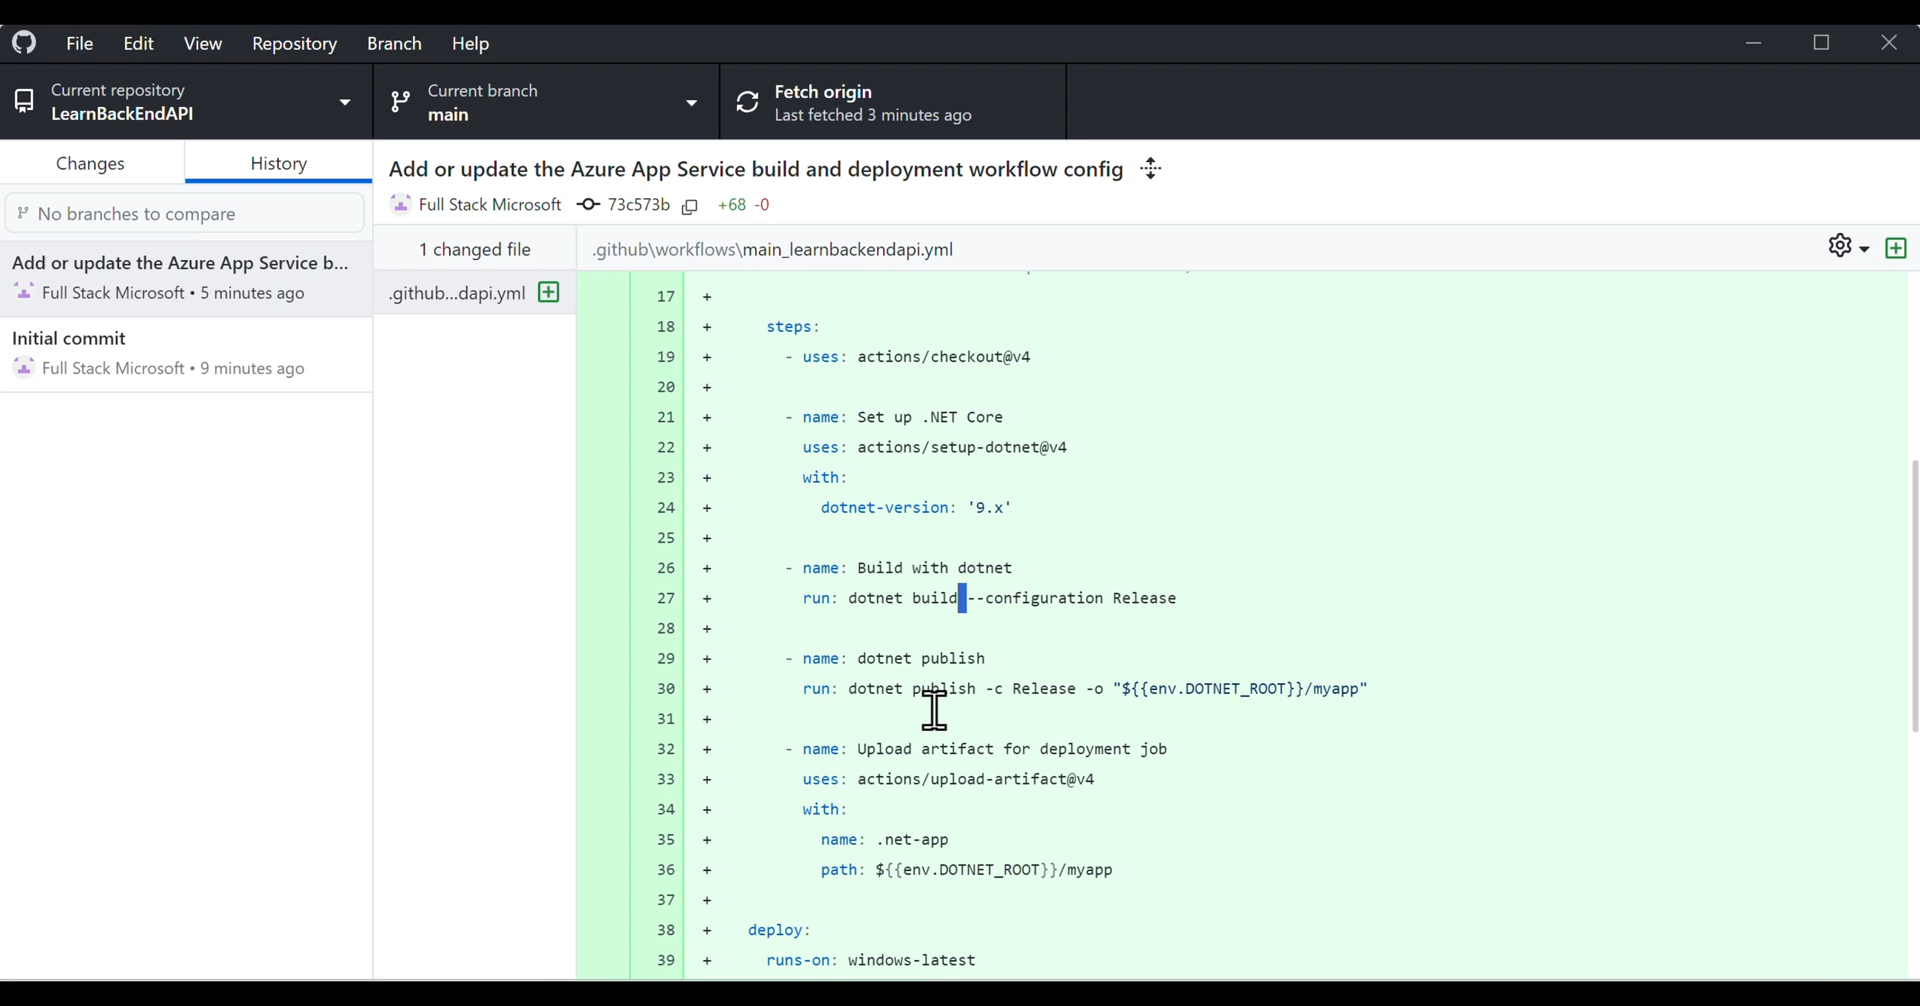 File Edit View Repository Branch Help
Current repository
LearnBackEndAPI
Current branch
main
Fetch origin
Last fetched 3 minutes ago
Changes History
No branches to compare
Add or update the Azure App Service b...
Full Stack Microsoft • 5 minutes ago
Initial commit
Full Stack Microsoft • 9 minutes ago
Add or update the Azure App Service build and deployment workflow config
Full Stack Microsoft 73c573b +68 -0
1 changed file
.github...dapi.yml
.github\workflows\main_learnbackendapi.yml
17 +
18 + steps:
19 + - uses: actions/checkout@v4
20 +
21 + - name: Set up .NET Core
22 + uses: actions/setup-dotnet@v4
23 + with:
24 + dotnet-version: '9.x'
25 +
26 + - name: Build with dotnet
27 + run: dotnet build --configuration Release
28 +
29 + - name: dotnet publish
30 + run: dotnet publish -c Release -o "${{env.DOTNET_ROOT}}/myapp"
31 +
32 + - name: Upload artifact for deployment job
33 + uses: actions/upload-artifact@v4
34 + with:
35 + name: .net-app
36 + path: ${{env.DOTNET_ROOT}}/myapp
37 +
38 + deploy:
39 + runs-on: windows-latest